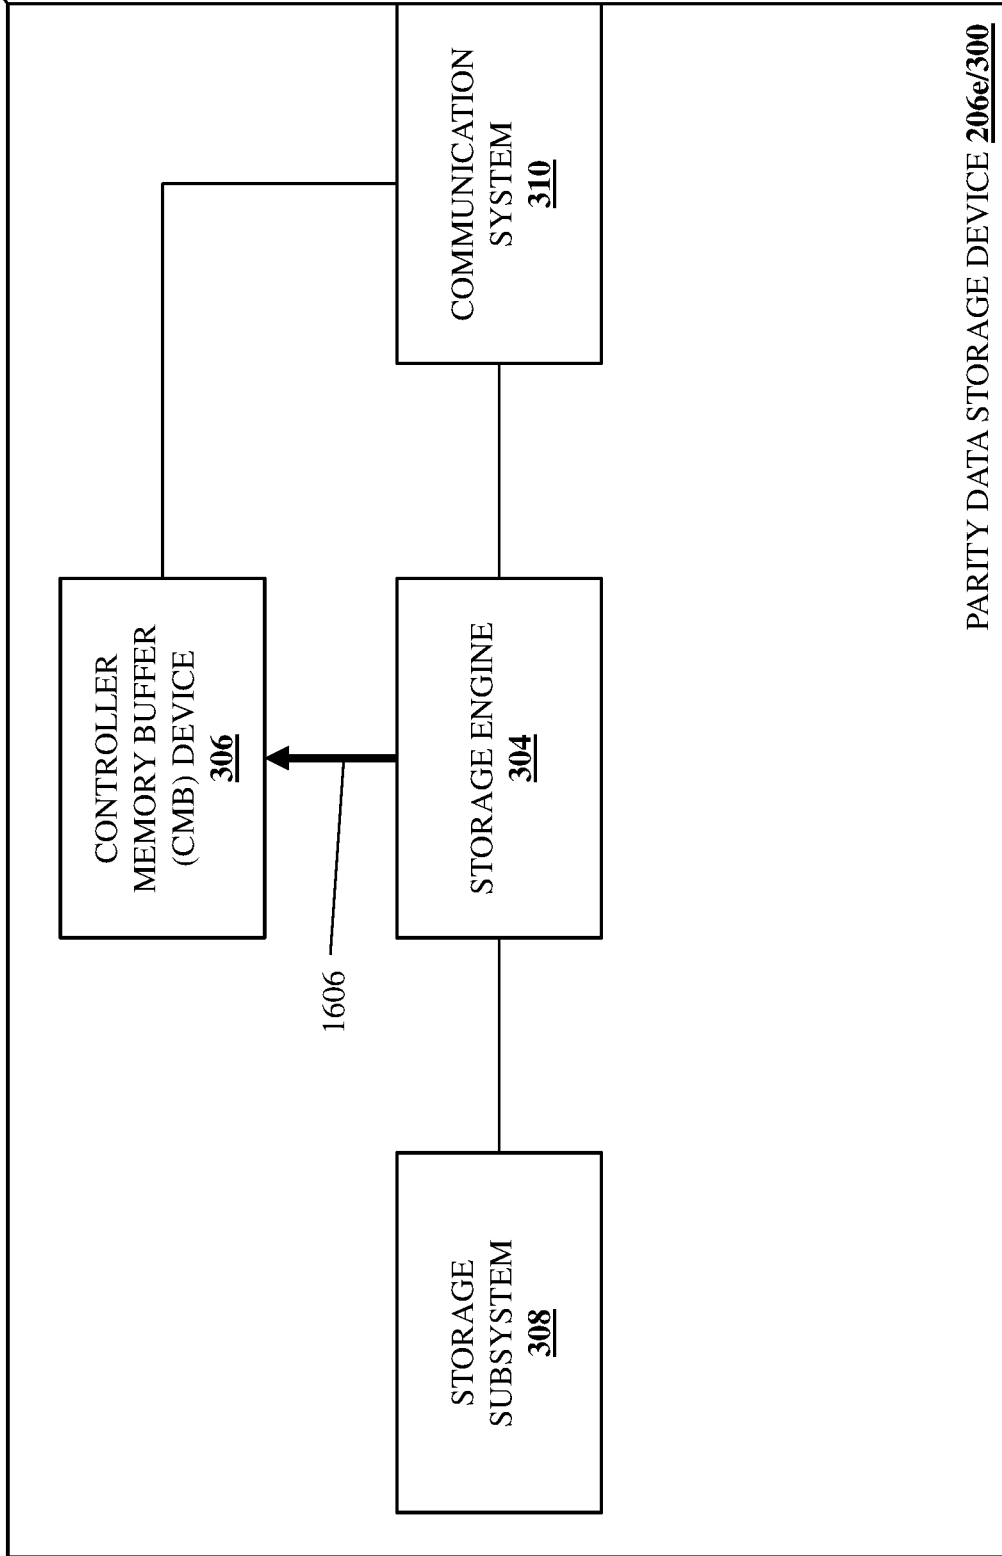 CONTROLLER
MEMORY BUFFER
(CMB) DEVICE
306
1606
STORAGE
SUBSYSTEM
308
STORAGE ENGINE
304
COMMUNICATION
SYSTEM
310
PARITY DATA STORAGE DEVICE 206e/300